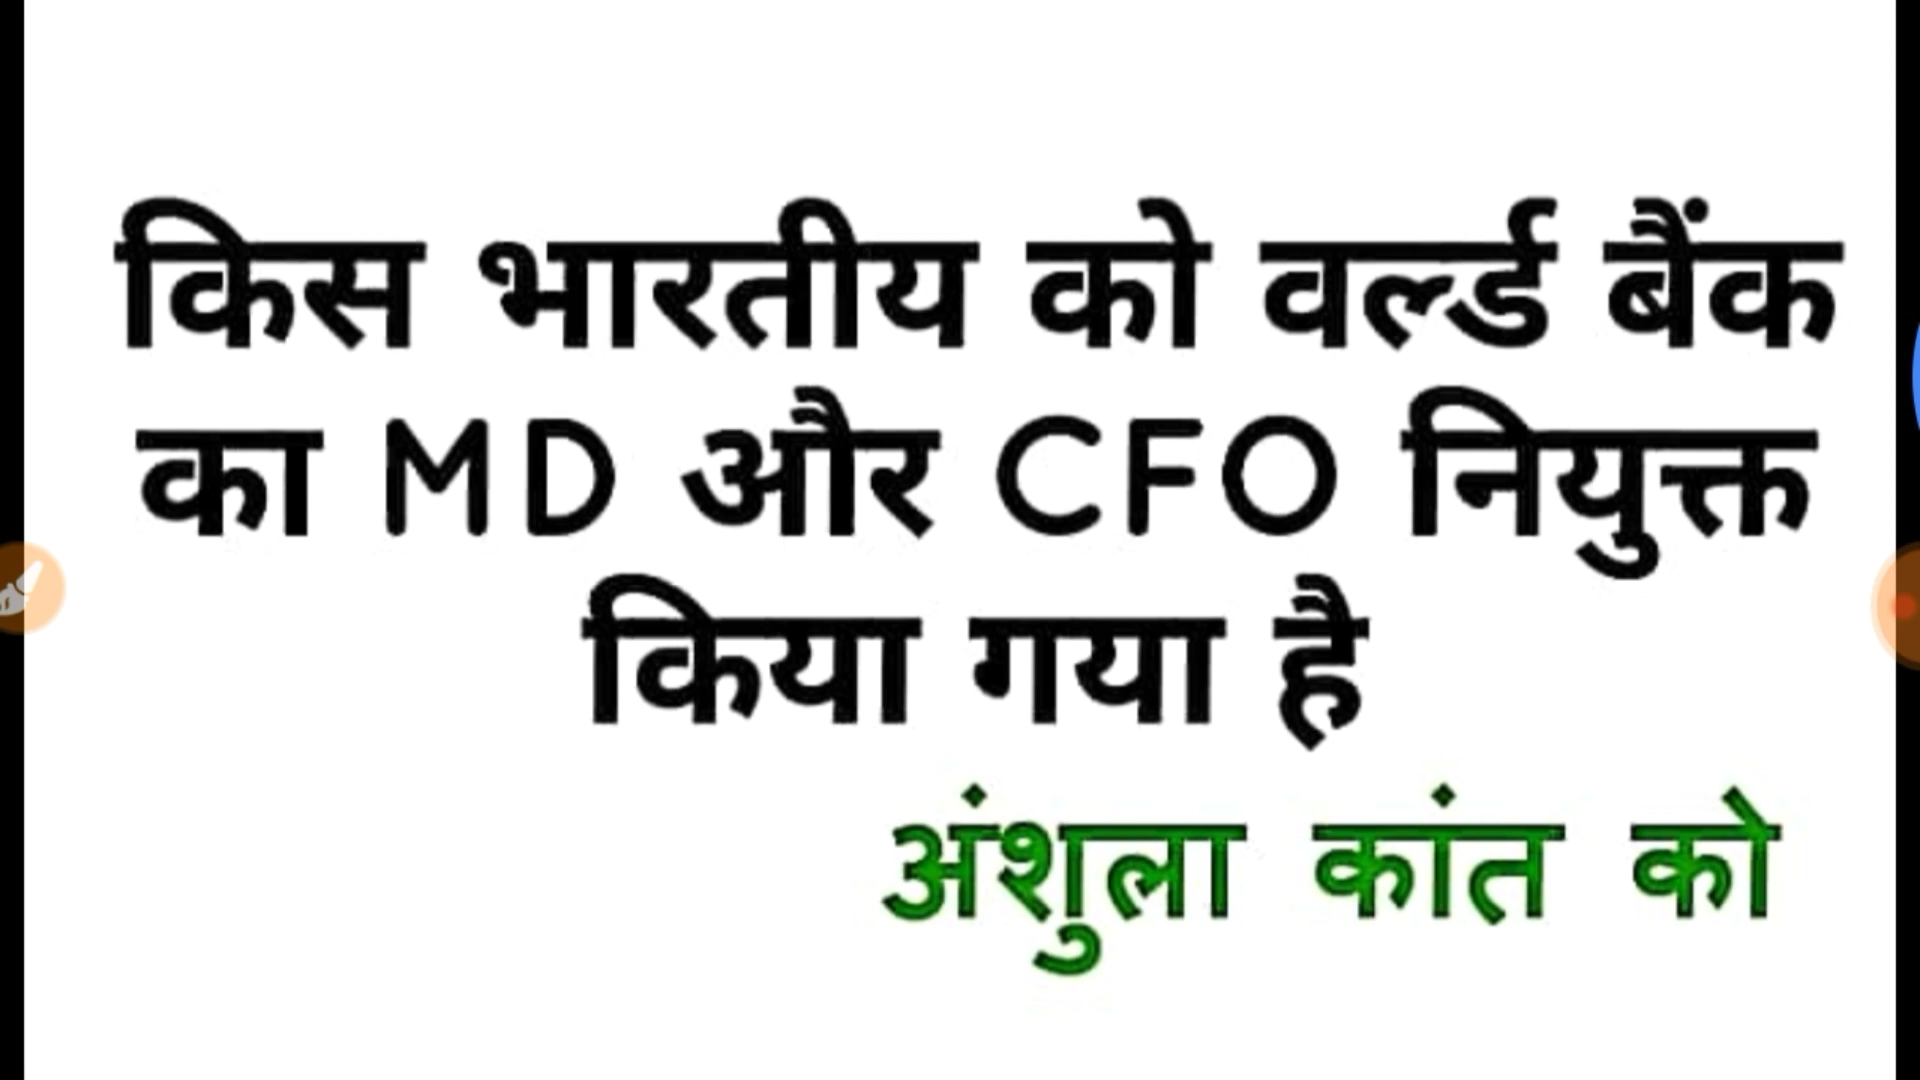 किस भारतीय को वर्ल्ड बैंक
का MD और CFO नियुक्त
किया गया है
अंशुला कांत को